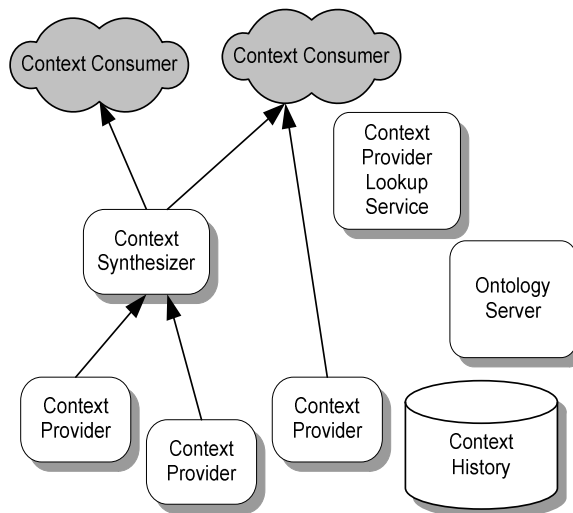 Context Consumer
Context Consumer
Context
Provider
Lookup
Service
Context
Synthesizer
Ontology
Server
Context
Provider
Context
Provider
Context
Provider
Context
History